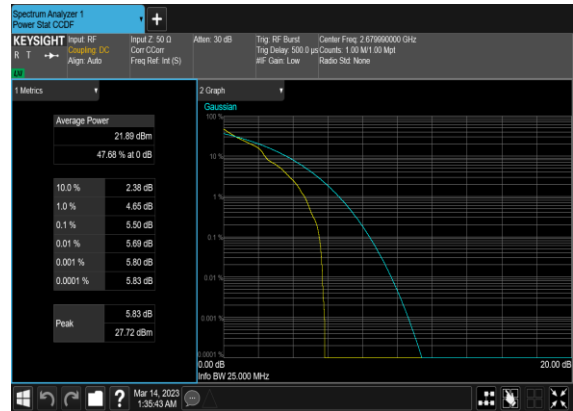 Spectrum Analyzer 1
Power Stat CCDF
KEYSIGHT
R T
Input: RF
Coupling: DC
Align: Auto
Input Z: 50 Ω
Corr CCorr
Freq Ref: Int (S)
Atten: 30 dB
Trig: RF Burst
Trig Delay: 500.0 µs
#IF Gain: Low
Center Freq: 2.679990000 GHz
Counts: 1.00 M/1.00 Mpt
Radio Std: None
1 Metrics
Average Power
21.89 dBm
47.68 % at 0 dB
10.0 % 2.38 dB
1.0 % 4.65 dB
0.1 % 5.50 dB
0.01 % 5.69 dB
0.001 % 5.80 dB
0.0001 % 5.83 dB
Peak
5.83 dB
27.72 dBm
2 Graph
Gaussian
100 %
10 %
1 %
0.1 %
0.01 %
0.001 %
0.0001 %
0.00 dB
20.00 dB
Info BW 25.000 MHz
?
Mar 14, 2023
1:35:43 AM